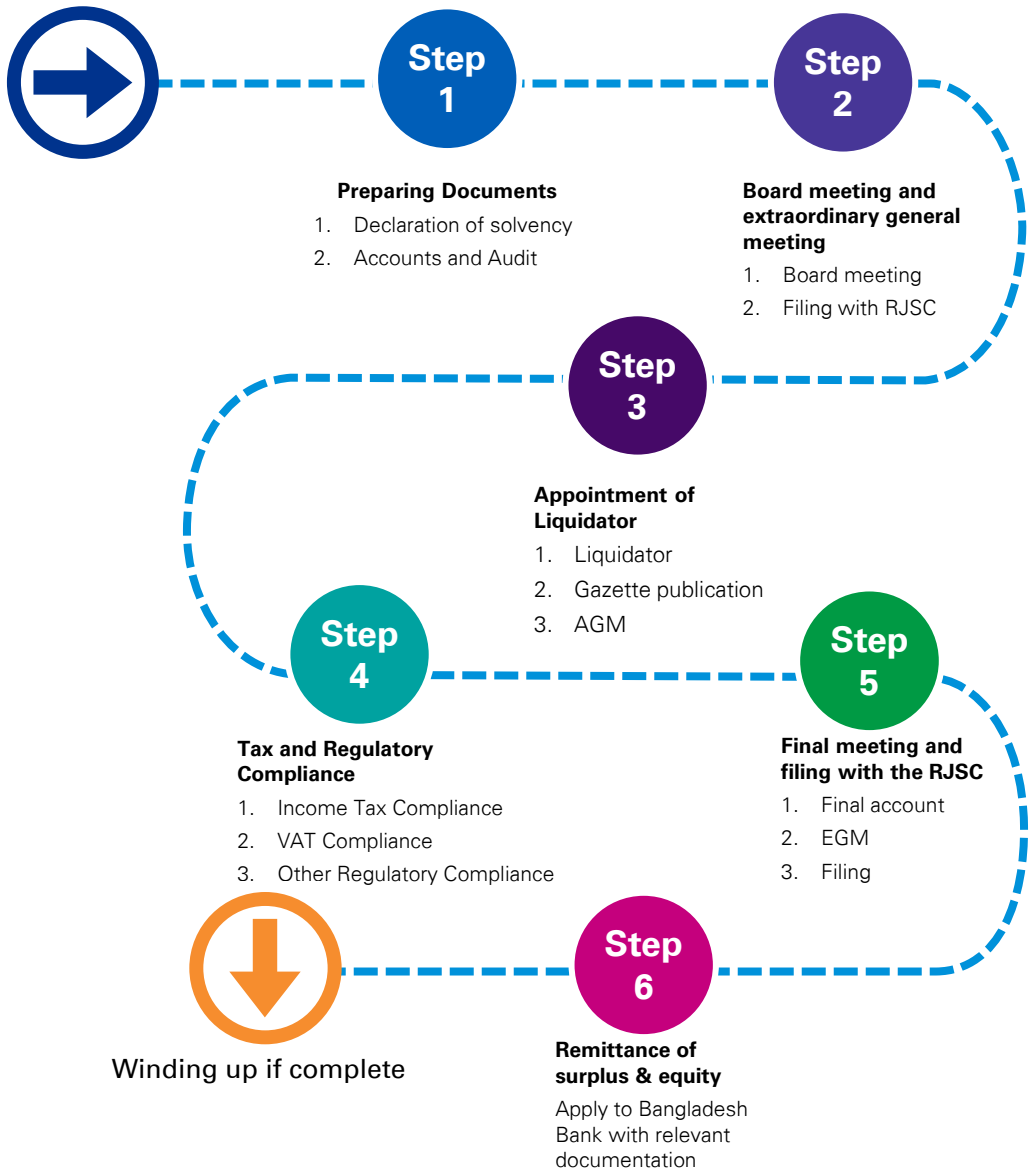 Step
1
Preparing Documents
1. Declaration of solvency
2. Accounts and Audit
Step
2
Board meeting and
extraordinary general
meeting
1. Board meeting
2. Filing with RJSC
Step
3
Appointment of
Liquidator
1. Liquidator
2. Gazette publication
3. AGM
Step
4
Tax and Regulatory
Compliance
1. Income Tax Compliance
2. VAT Compliance
3. Other Regulatory Compliance
Step
5
Final meeting and
filing with the RJSC
1. Final account
2. EGM
3. Filing
Step
6
Remittance of
surplus & equity
Apply to Bangladesh
Bank with relevant
documentation
Winding up if complete